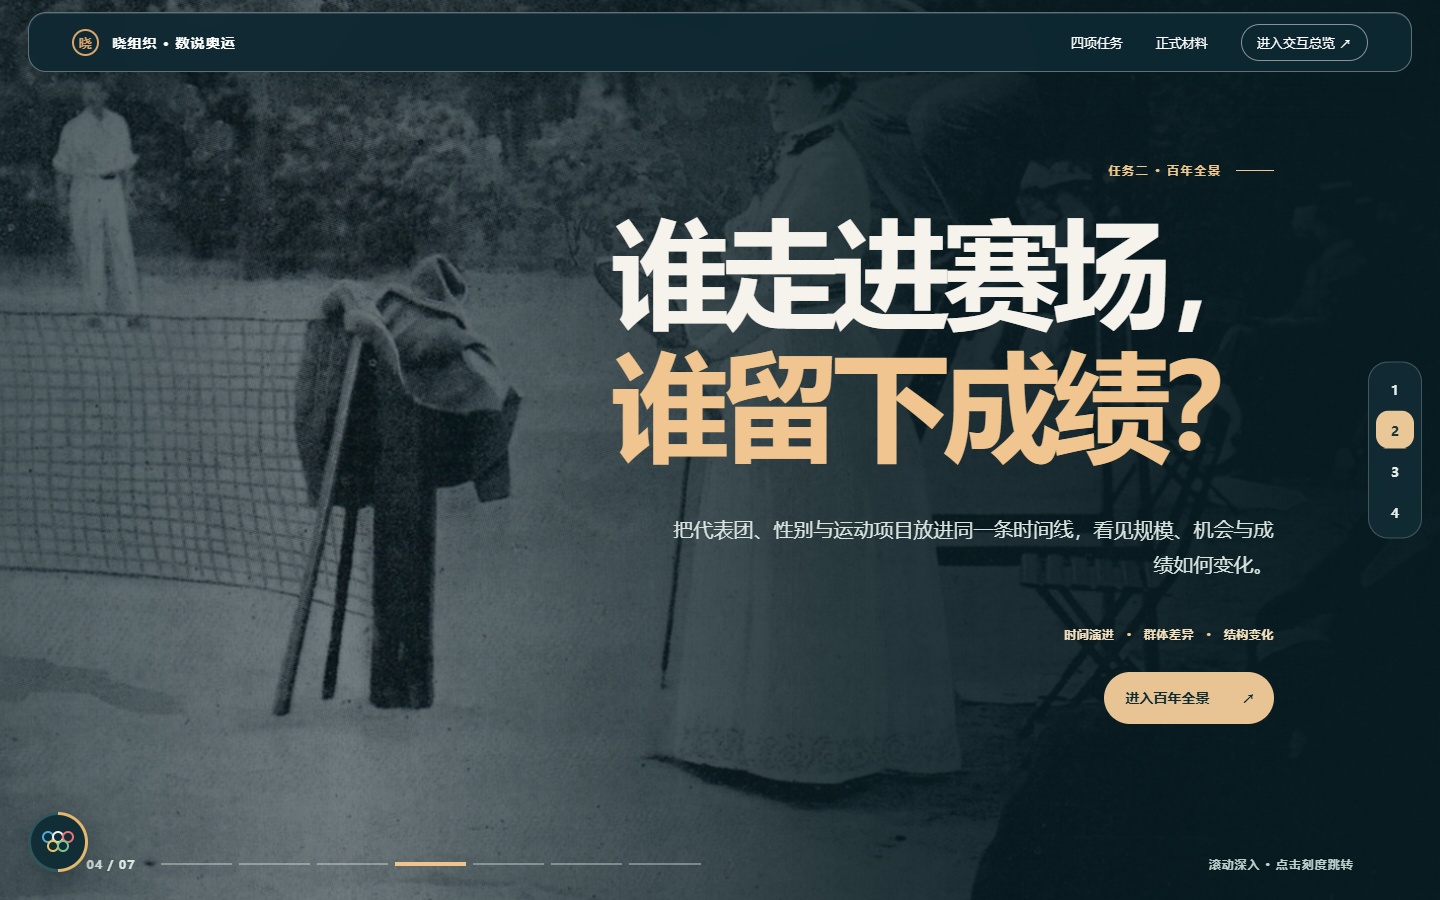 晓 晓组织 • 数说奥运
四项任务 正式材料 进入交互总览 ↗
任务二 • 百年全景
谁走进赛场，
谁留下成绩？
1
2
3
4
把代表团、性别与运动项目放进同一条时间线，看见规模、机会与成
绩如何变化。
时间演进 • 群体差异 • 结构变化
进入百年全景 ↗
04 / 07
滚动深入 • 点击刻度跳转